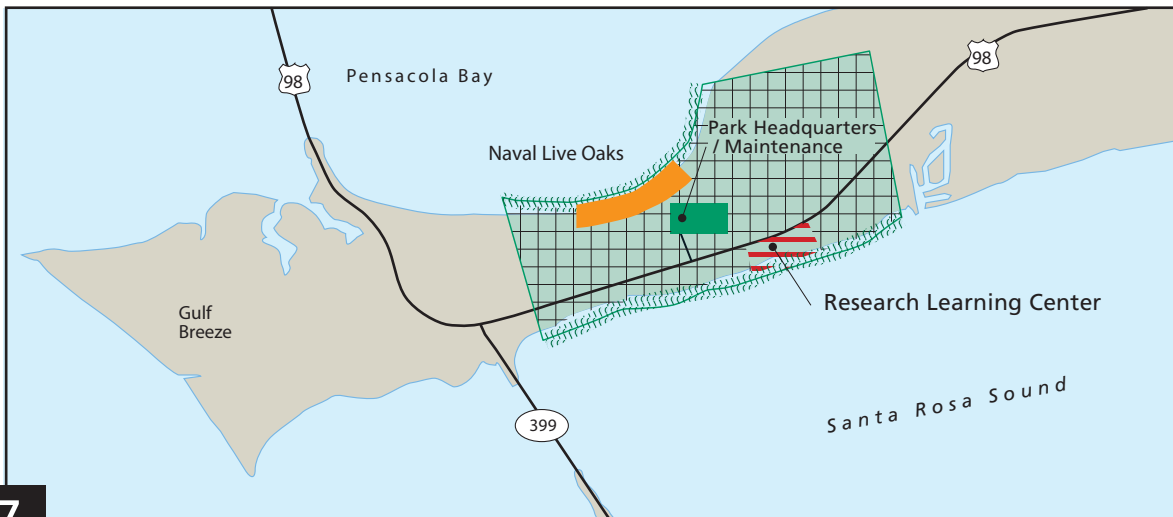 98
Pensacola Bay
98
Park Headquarters
/ Maintenance
Naval Live Oaks
Research Learning Center
Gulf
Breeze
Santa Rosa Sound
399
7